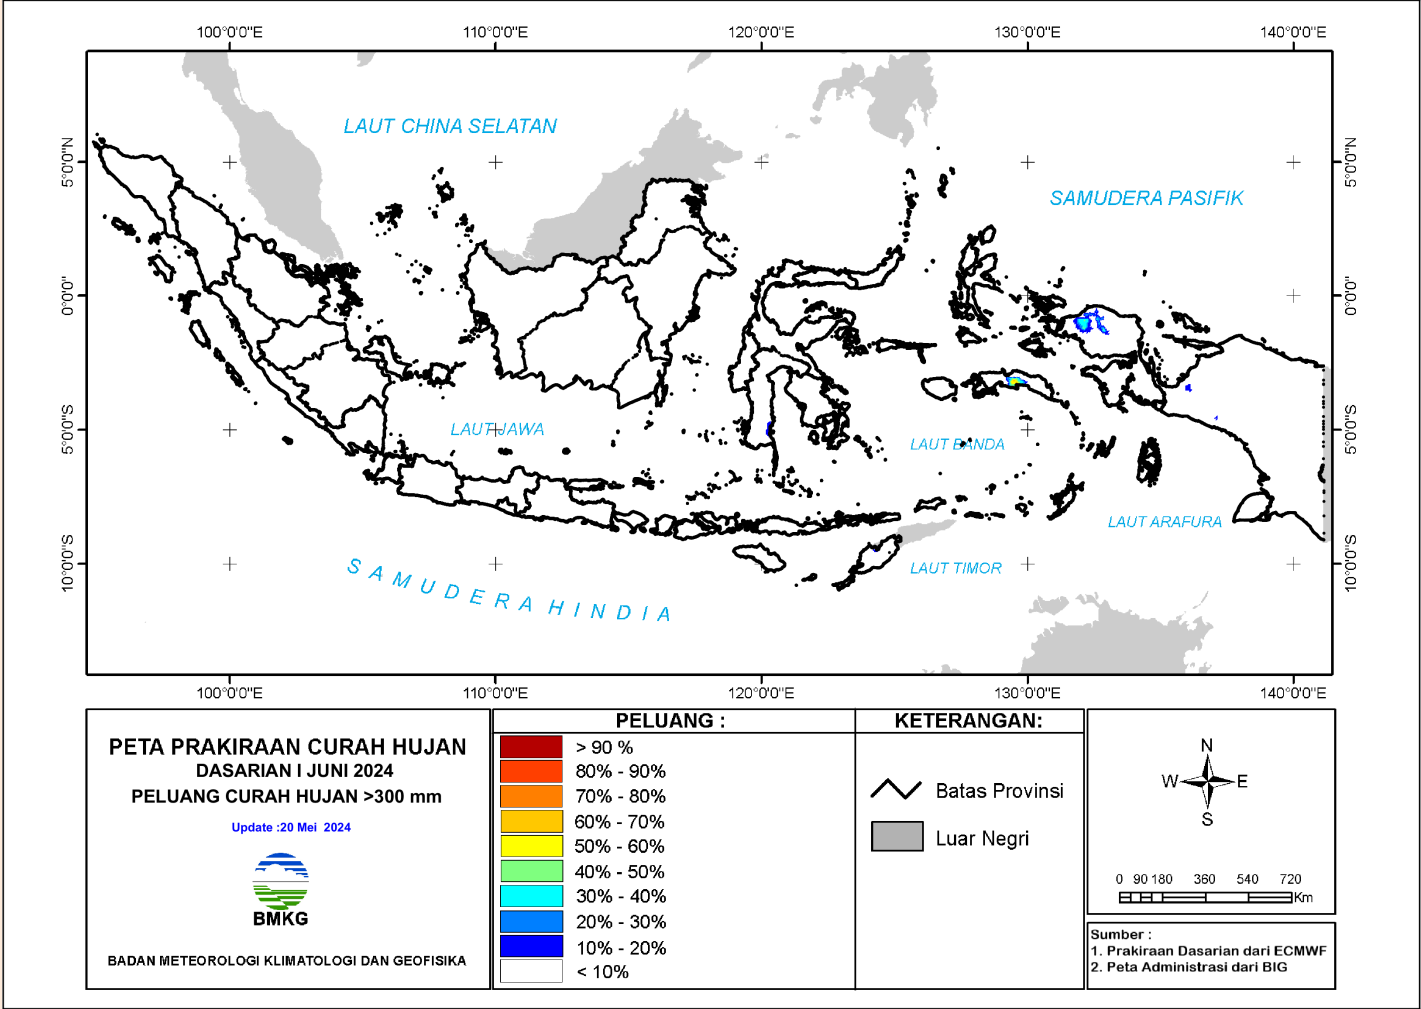 100°0'0"E 110°0'0"E 120°0'0"E 130°0'0"E 140°0'0"E
5°0'0"N 5°0'0"N
0°0'0" 0°0'0"
5°0'0"S 5°0'0"S
10°0'0"S 10°0'0"S
LAUT CHINA SELATAN
SAMUDERA PASIFIK
LAUT JAWA
LAUT BANDA
LAUT ARAFURA
LAUT TIMOR
SAMUDERA HINDIA
100°0'0"E 110°0'0"E 120°0'0"E 130°0'0"E 140°0'0"E
PETA PRAKIRAAN CURAH HUJAN
DASARIAN I JUNI 2024
PELUANG CURAH HUJAN >300 mm
Update :20 Mei 2024
BMKG
BADAN METEOROLOGI KLIMATOLOGI DAN GEOFISIKA
PELUANG :
> 90 %
80% - 90%
70% - 80%
60% - 70%
50% - 60%
40% - 50%
30% - 40%
20% - 30%
10% - 20%
< 10%
KETERANGAN:
Batas Provinsi
Luar Negri
N
W E
S
0 90 180 360 540 720
Km
Sumber :
1. Prakiraan Dasarian dari ECMWF
2. Peta Administrasi dari BIG